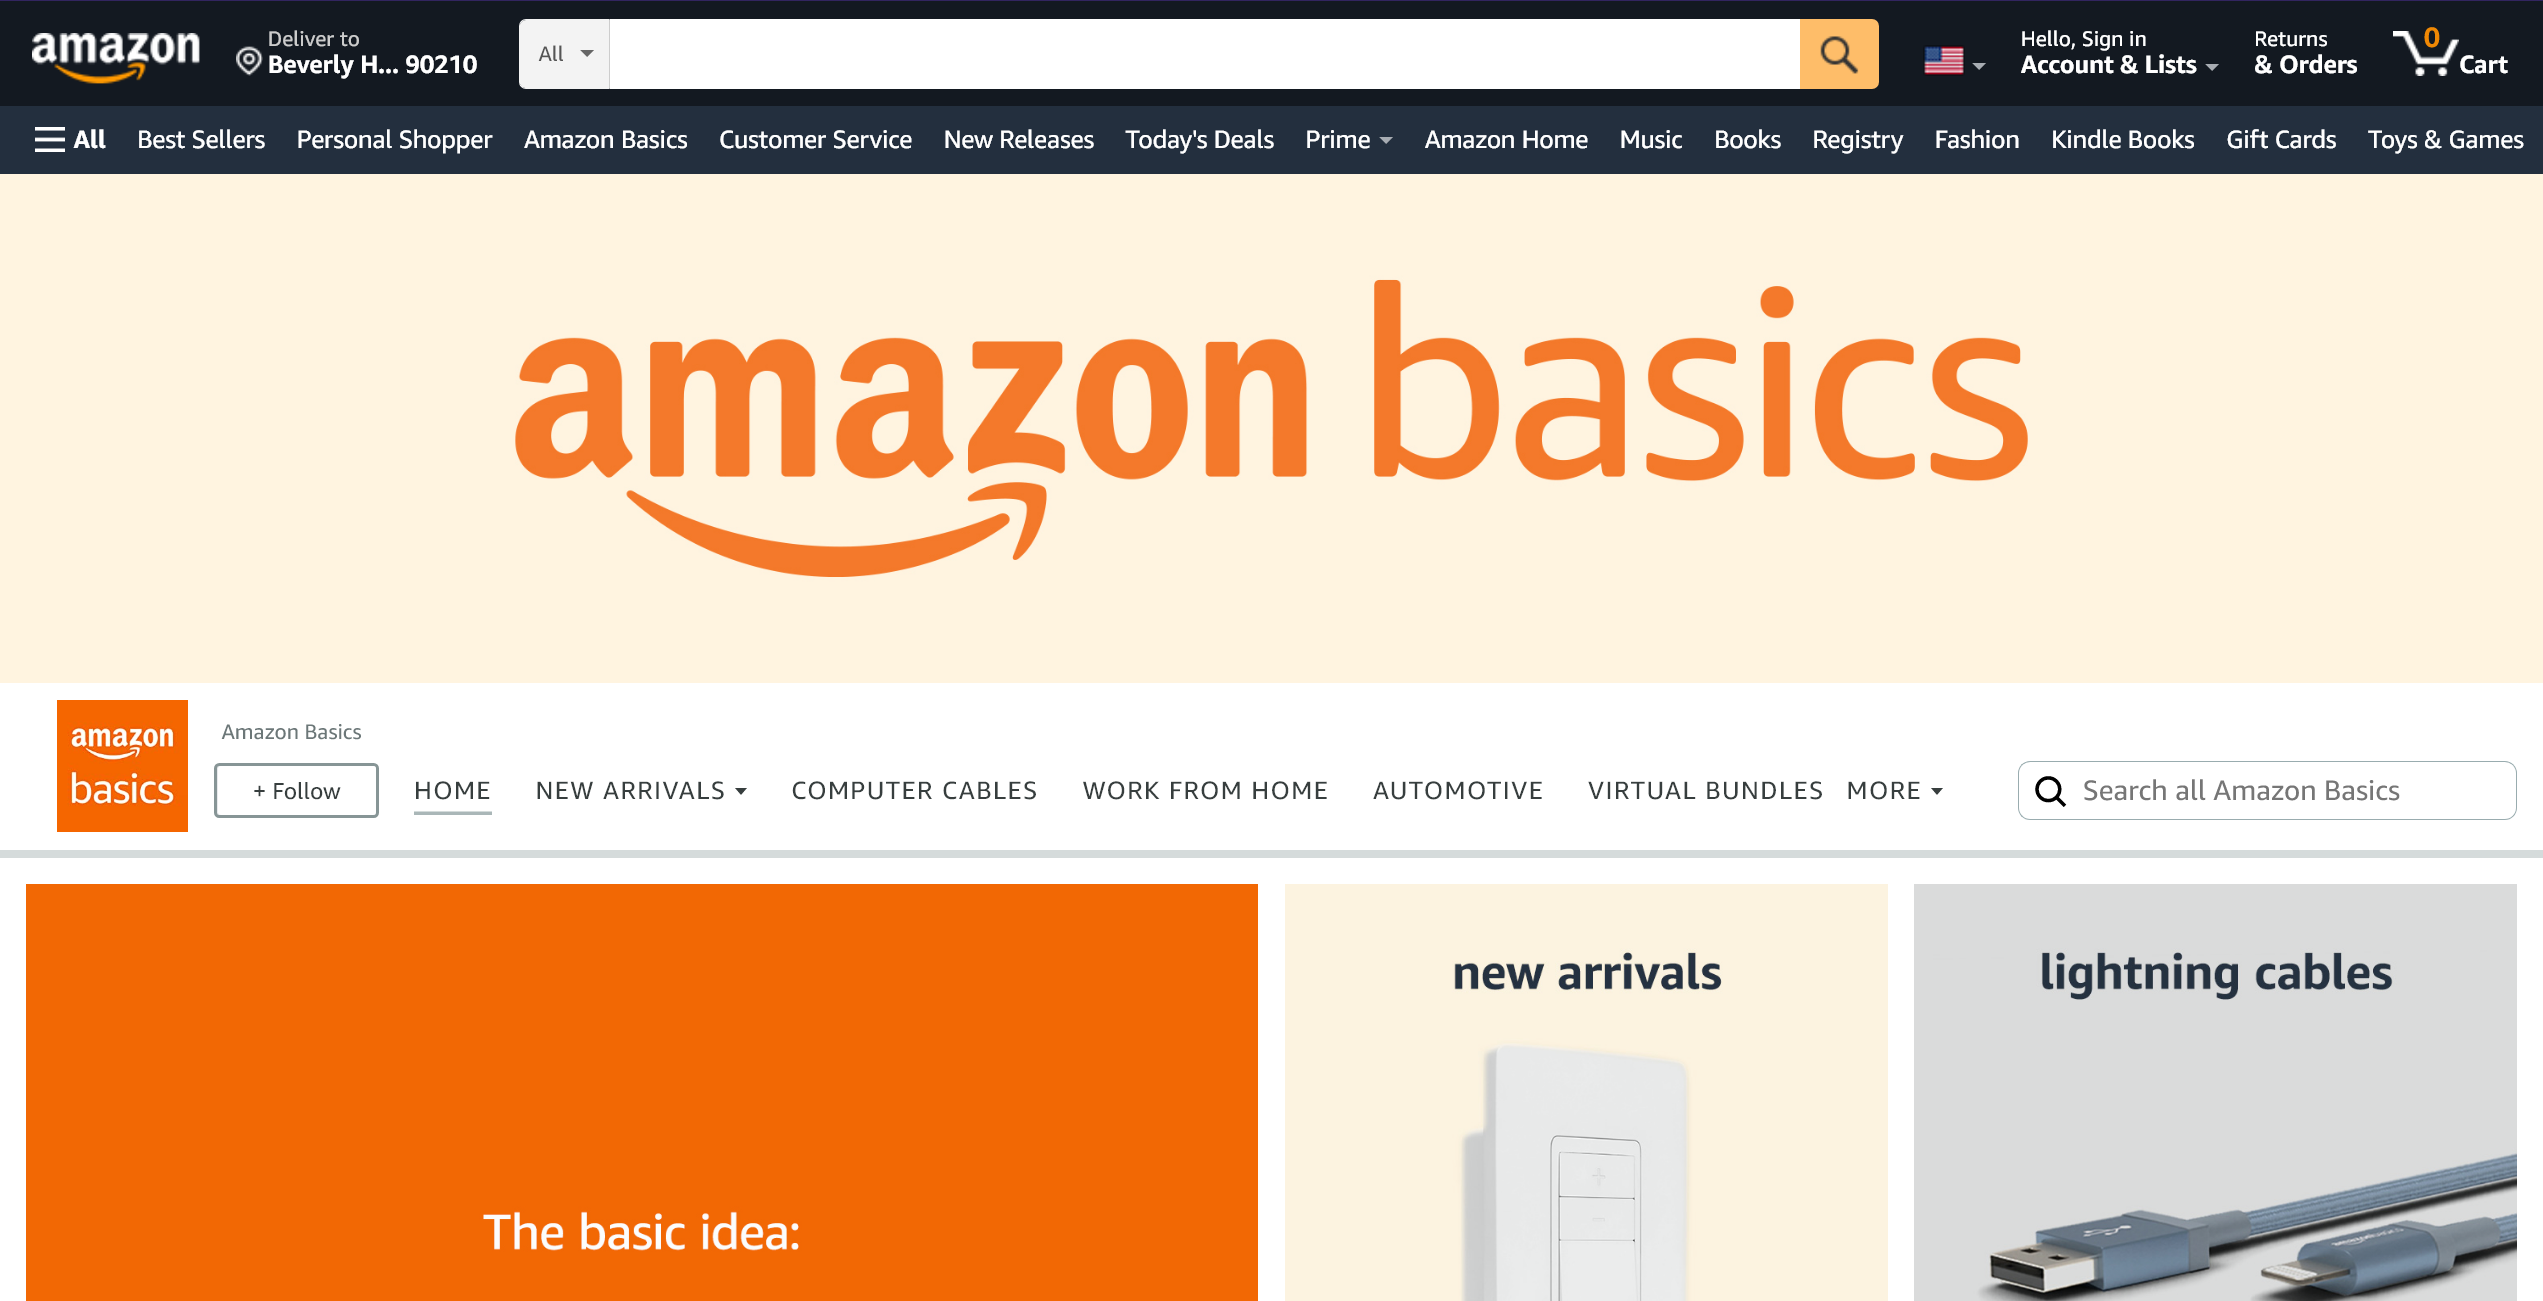 amazon
Deliver to
Beverly H... 90210
All
Hello, Sign in
Account & Lists
Returns
& Orders
0
Cart
All
Best Sellers
Personal Shopper
Amazon Basics
Customer Service
New Releases
Today's Deals
Prime
Amazon Home
Music
Books
Registry
Fashion
Kindle Books
Gift Cards
Toys & Games
amazon basics
amazon
basics
Amazon Basics
+ Follow
HOME
NEW ARRIVALS
COMPUTER CABLES
WORK FROM HOME
AUTOMOTIVE
VIRTUAL BUNDLES
MORE
Search all Amazon Basics
The basic idea:
new arrivals
lightning cables